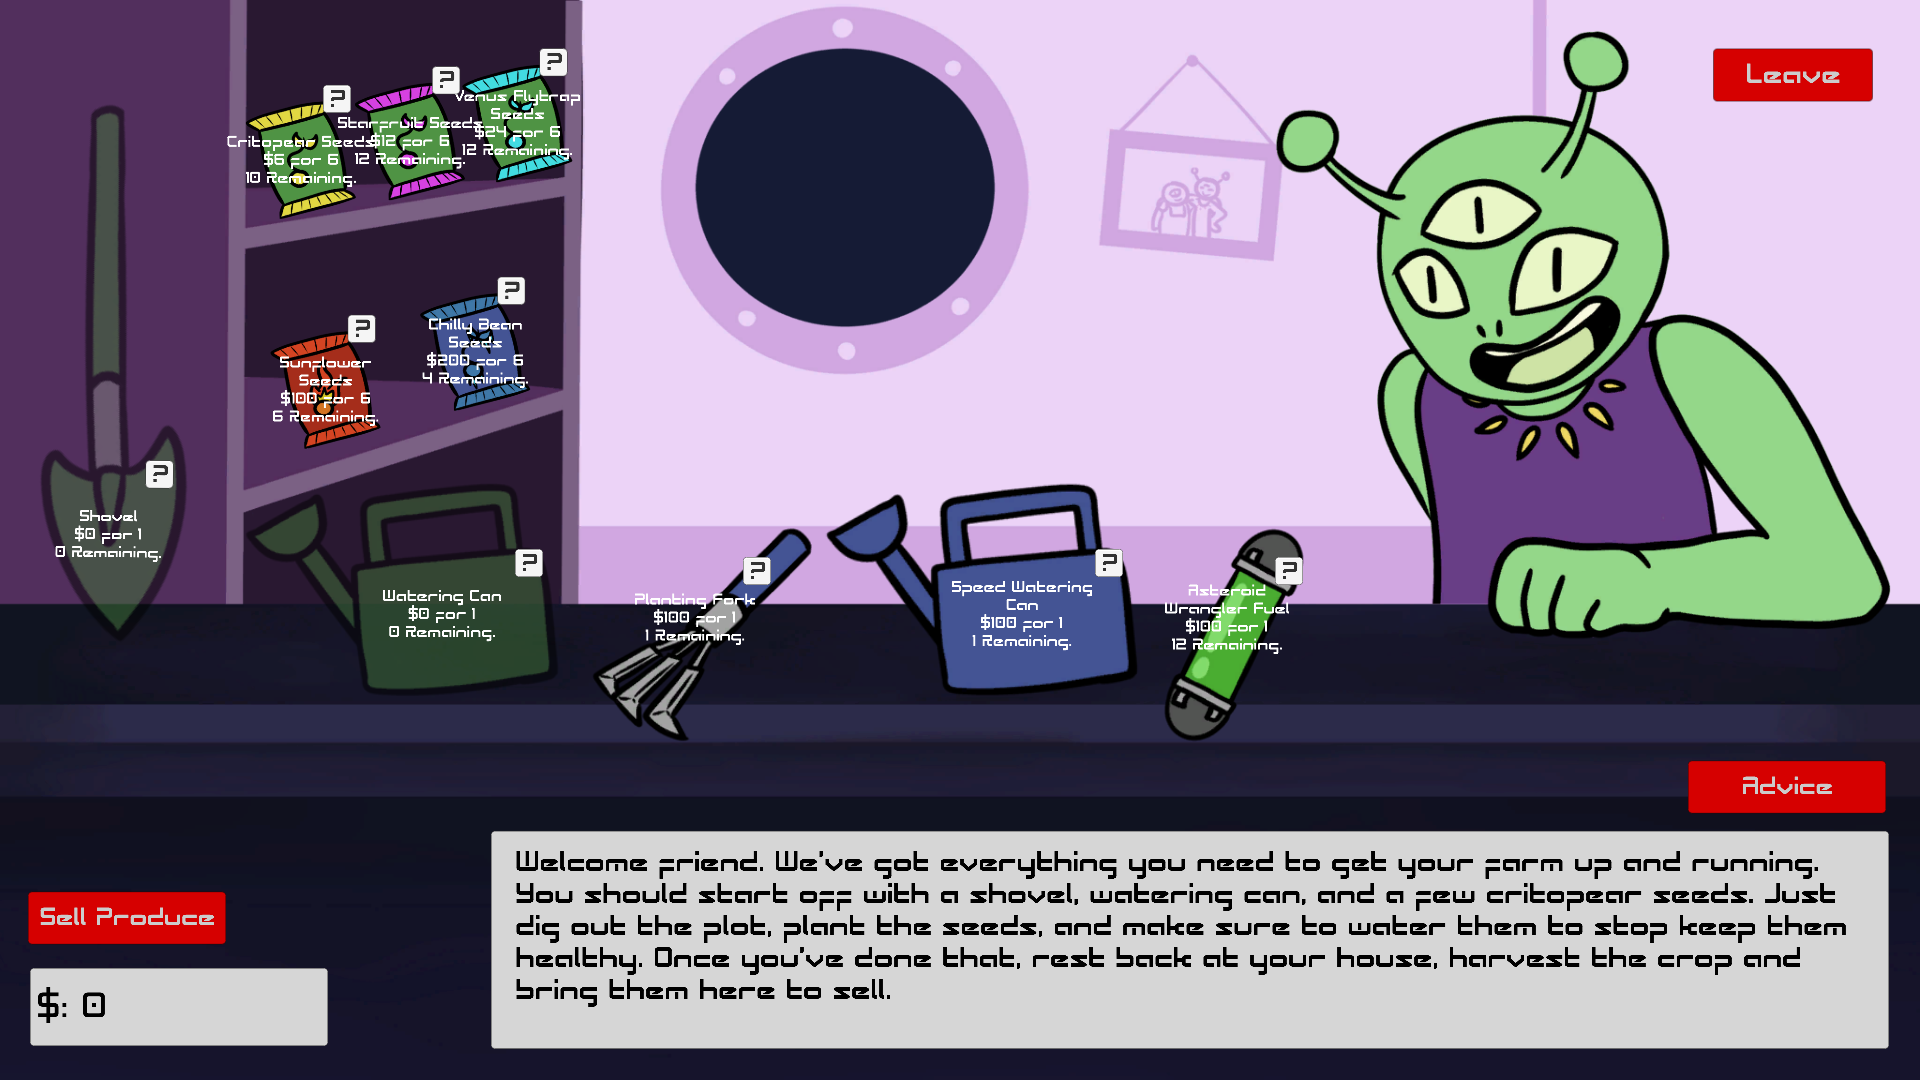 Leave
?
Venus Flytrap
Seeds
$24 for 6
12 Remaining.
?
Starfruit Seeds
$12 for 6
12 Remaining.
?
Critopear Seeds
$6 for 6
10 Remaining.
?
Chilly Bean
Seeds
$200 for 6
4 Remaining.
?
Sunflower
Seeds
$100 for 6
6 Remaining.
?
Shovel
$0 for 1
0 Remaining.
?
Watering Can
$0 for 1
0 Remaining.
?
Planting Fork
$100 for 1
1 Remaining.
?
Speed Watering
Can
$100 for 1
1 Remaining.
?
Asteroid
Wrangler Fuel
$100 for 1
12 Remaining.
Advice
Welcome friend. We've got everything you need to get your farm up and running.
You should start off with a shovel, watering can, and a few critopear seeds. Just
dig out the plot, plant the seeds, and make sure to water them to stop keep them
healthy. Once you've done that, rest back at your house, harvest the crop and
bring them here to sell.
Sell Produce
$: 0